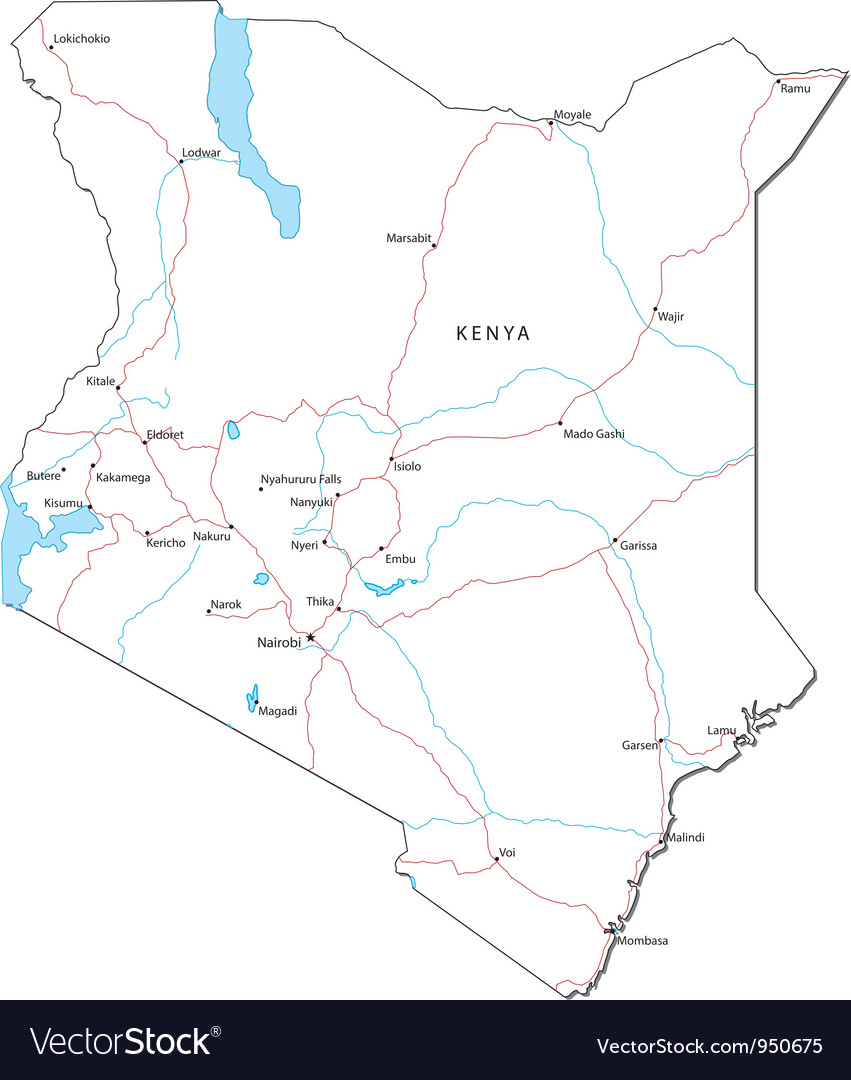 Lokichokio
Ramu
Moyale
Lodwar
Marsabit
Wajir
KENYA
Kitale
Eldoret
Mado Gashi
Butere
Kakamega
Isiolo
Nyahururu Falls
Nanyuki
Kisumu
Kericho
Nakuru
Nyeri
Embu
Garissa
Narok
Thika
Nairobi
Magadi
Lamu
Garsen
Malindi
Voi
Mombasa
VectorStock®
VectorStock.com/950675